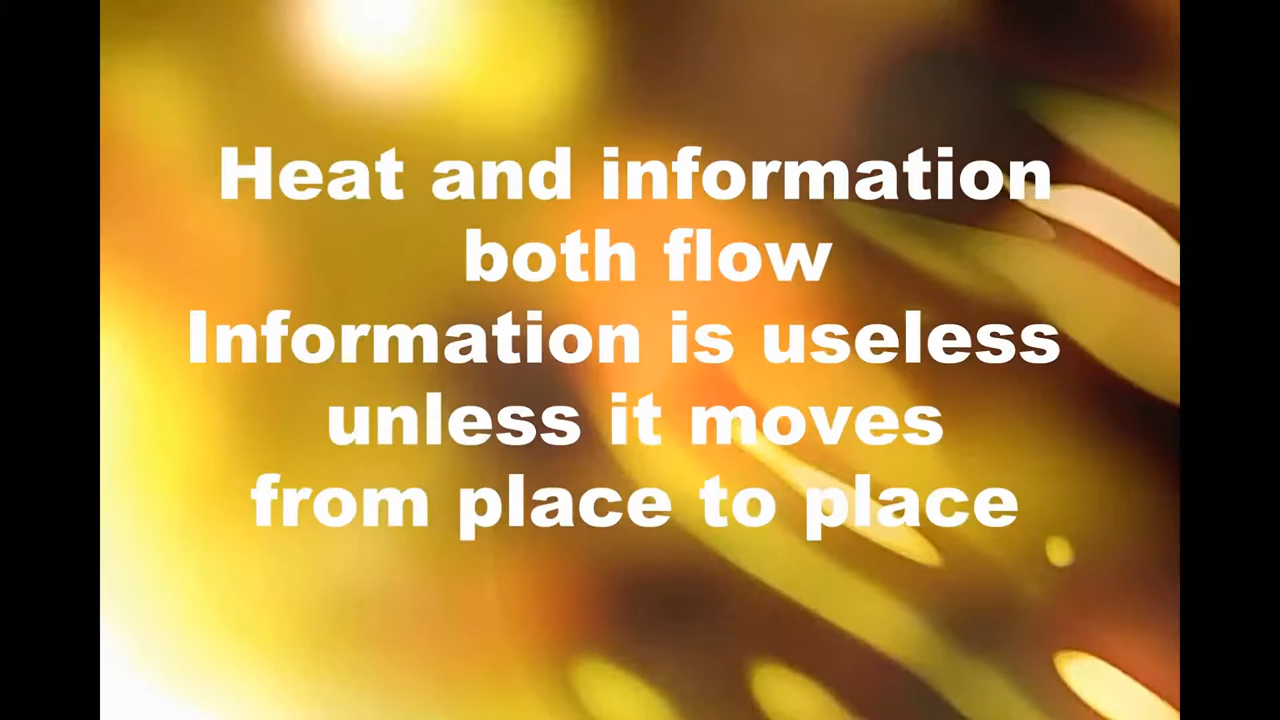 Heat and information
both flow
Information is useless
unless it moves
from place to place